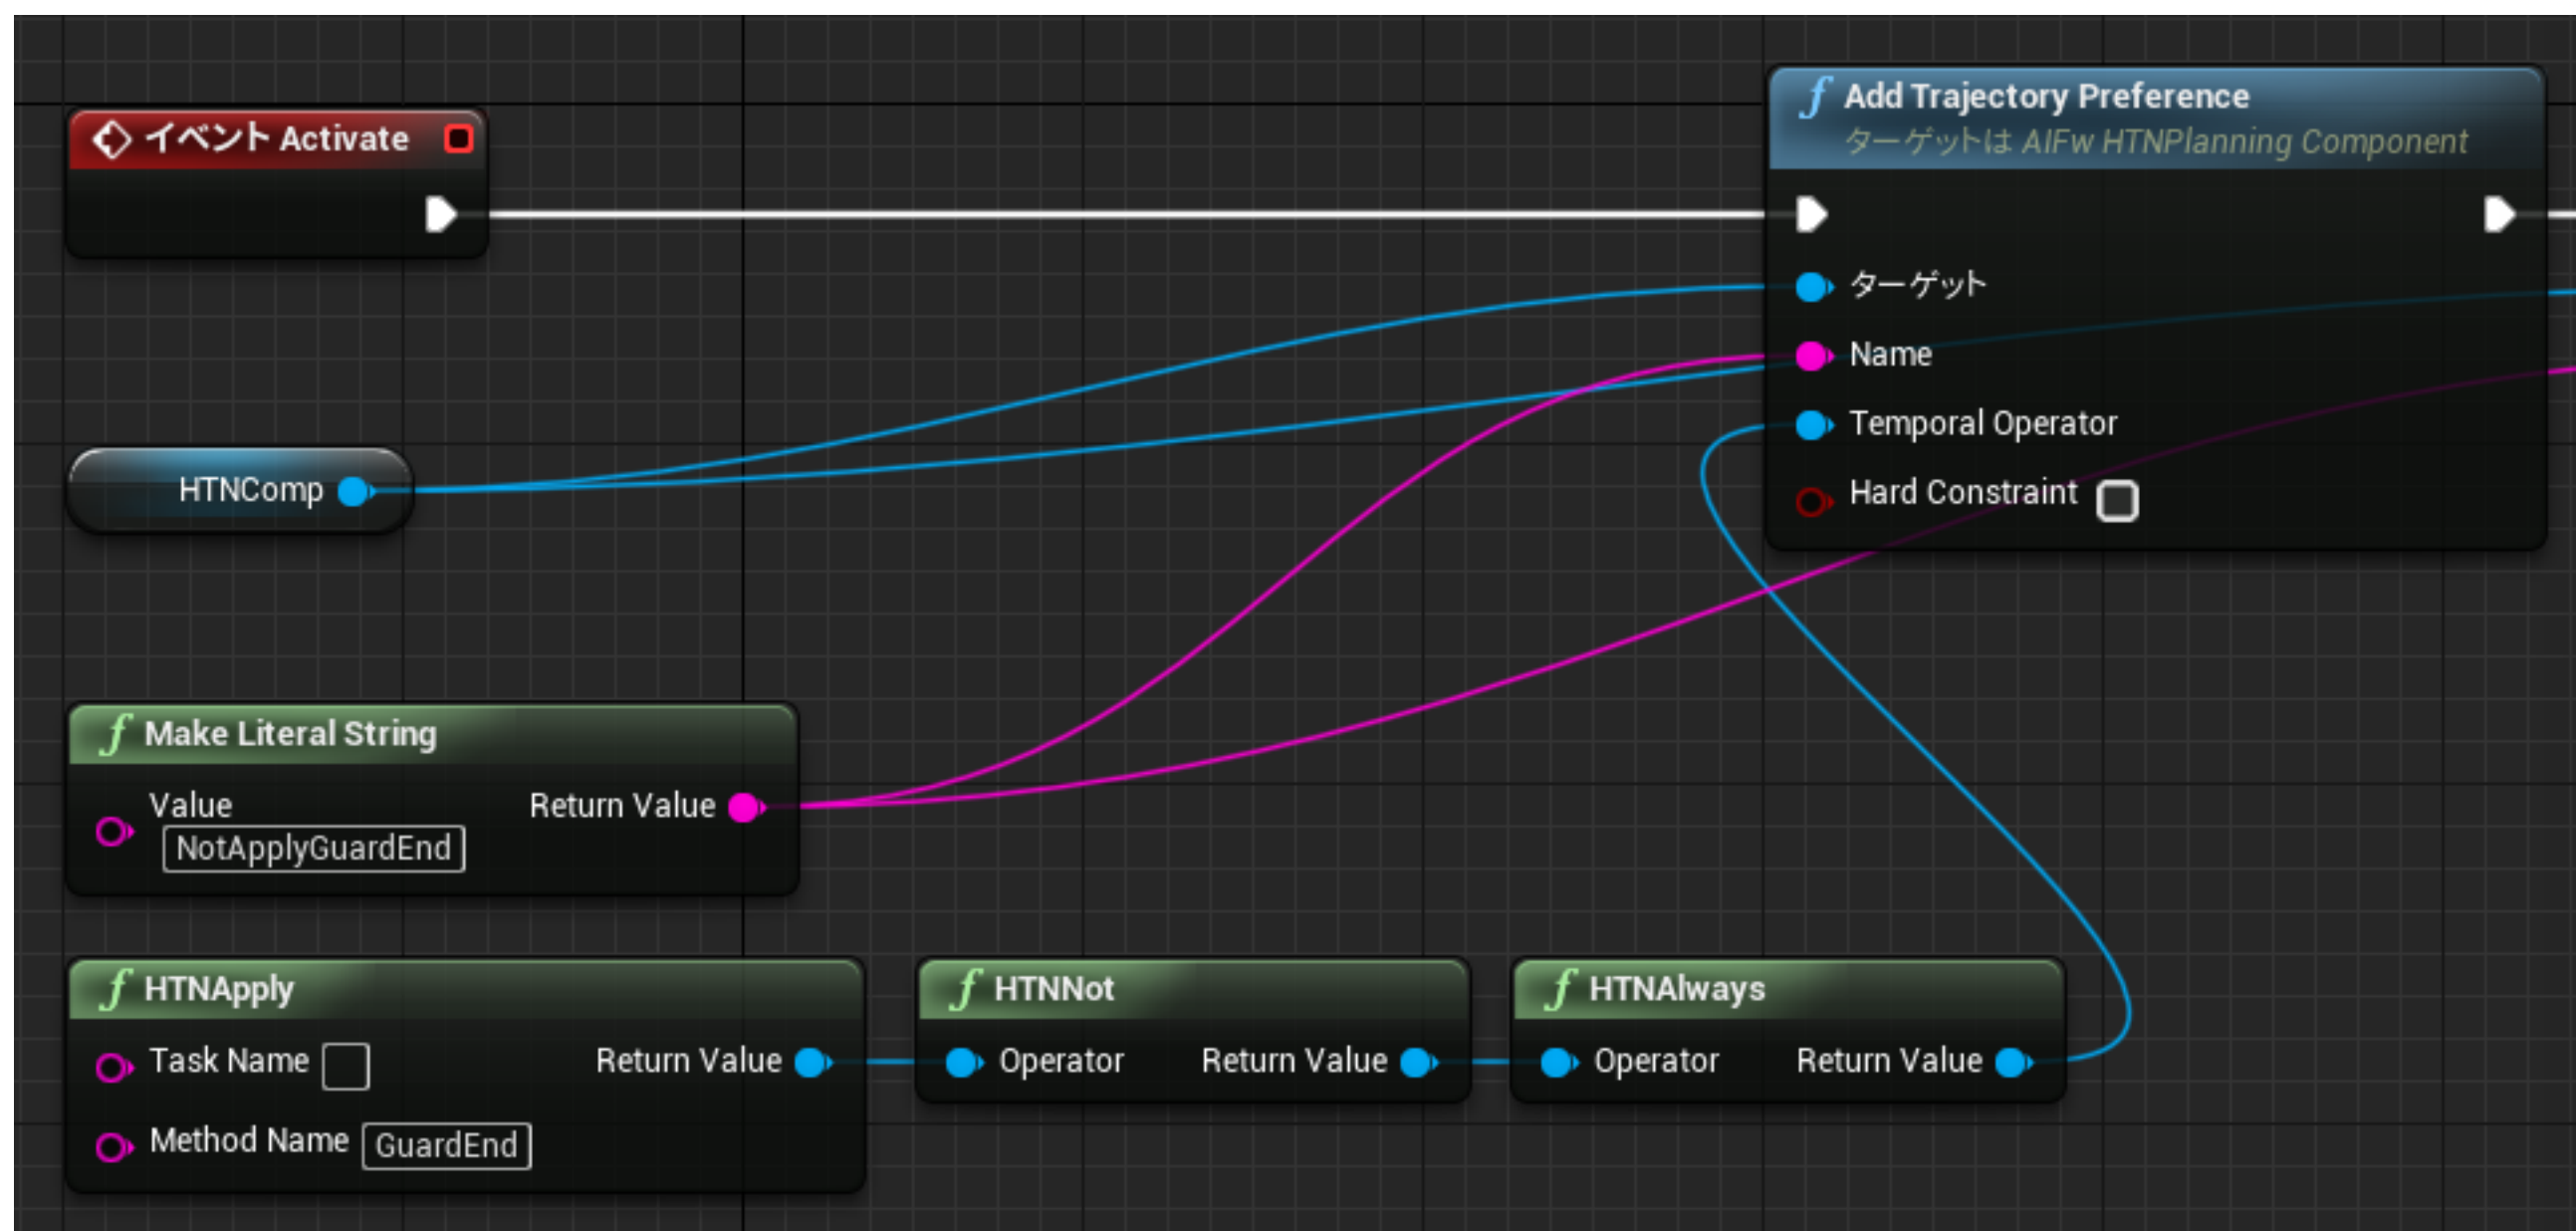 イベント Activate
HTNComp
f Make Literal String
Value
Return Value
NotApplyGuardEnd
f HTNApply
Task Name
Return Value
Method Name GuardEnd
f HTNNot
Operator
Return Value
f HTNAlways
Operator
Return Value
f Add Trajectory Preference
ターゲットは AIFw HTNPlanning Component
ターゲット
Name
Temporal Operator
Hard Constraint